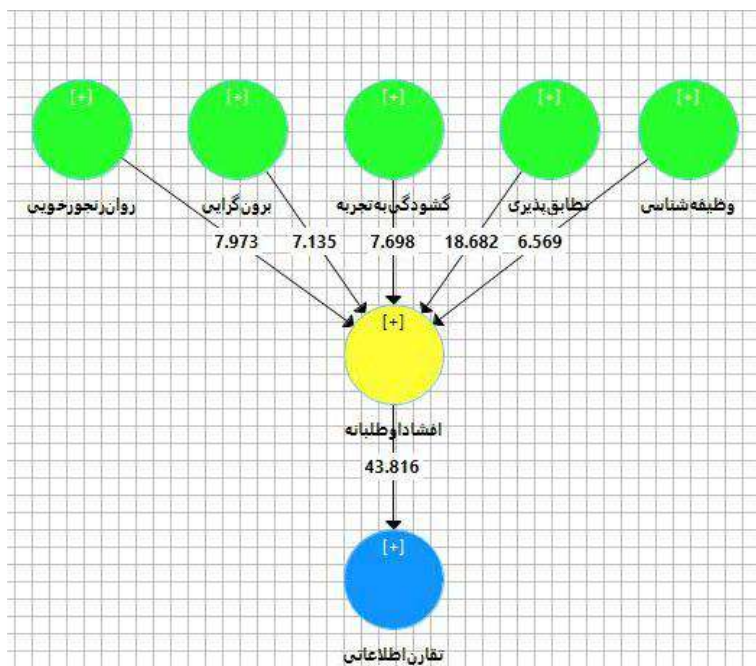 [+] [+] [+] [+] [+]
روان‌رنجورخویی برون‌گرایی گشودگی‌به‌تجربه تطابق‌پذیری وظیفه‌شناسی
7.973 7.135 7.698 18.682 6.569
[+]
افشاداوطلبانه
43.816
[+]
تقارن‌اطلاعاتی